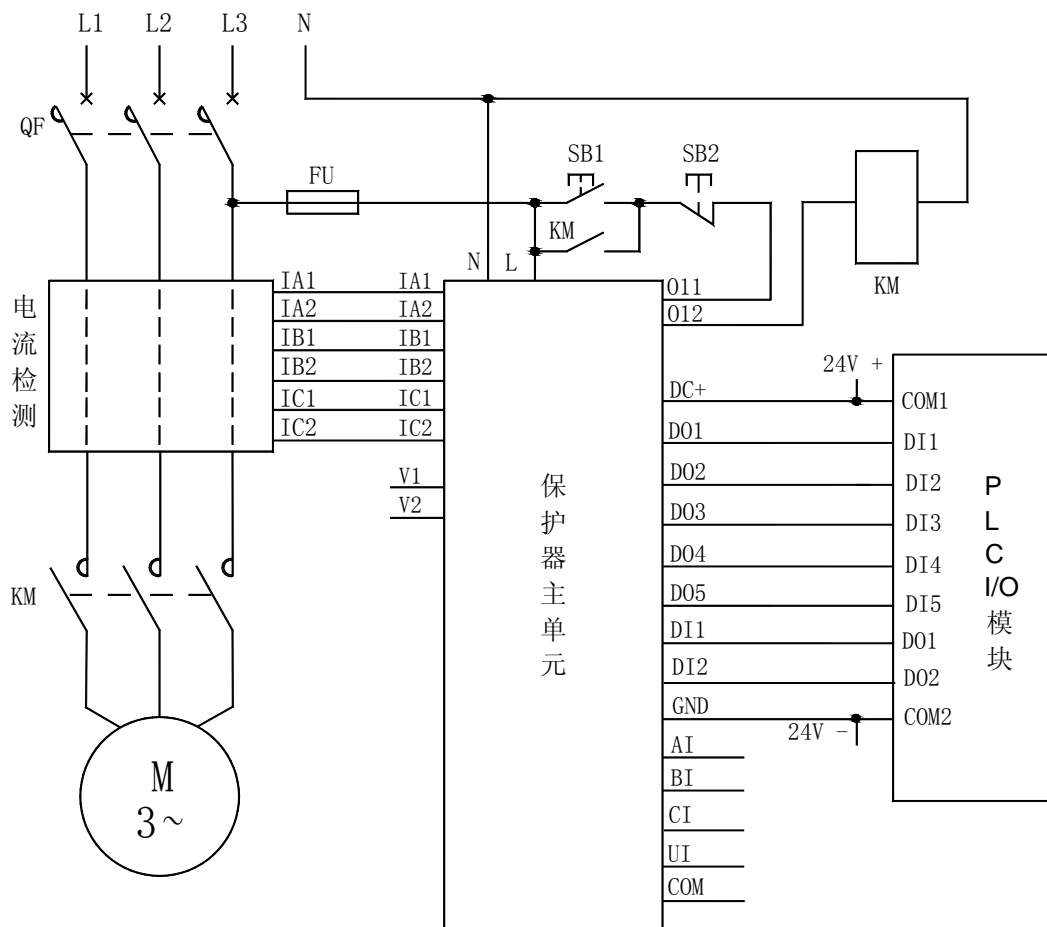 L1 L2 L3 N
QF
FU
SB1 SB2
KM
KM
N L
电流检测
IA1 IA1
IA2 IA2
IB1 IB1
IB2 IB2
IC1 IC1
IC2 IC2
V1
V2
保护器主单元
O11
O12
24V +
DC+ COM1
DO1 DI1
DO2 DI2
DO3 DI3
DO4 DI4
DO5 DI5
DI1 DO1
DI2 DO2
GND COM2
24V -
AI
BI
CI
UI
COM
PLC I/O模块
KM
M
3~